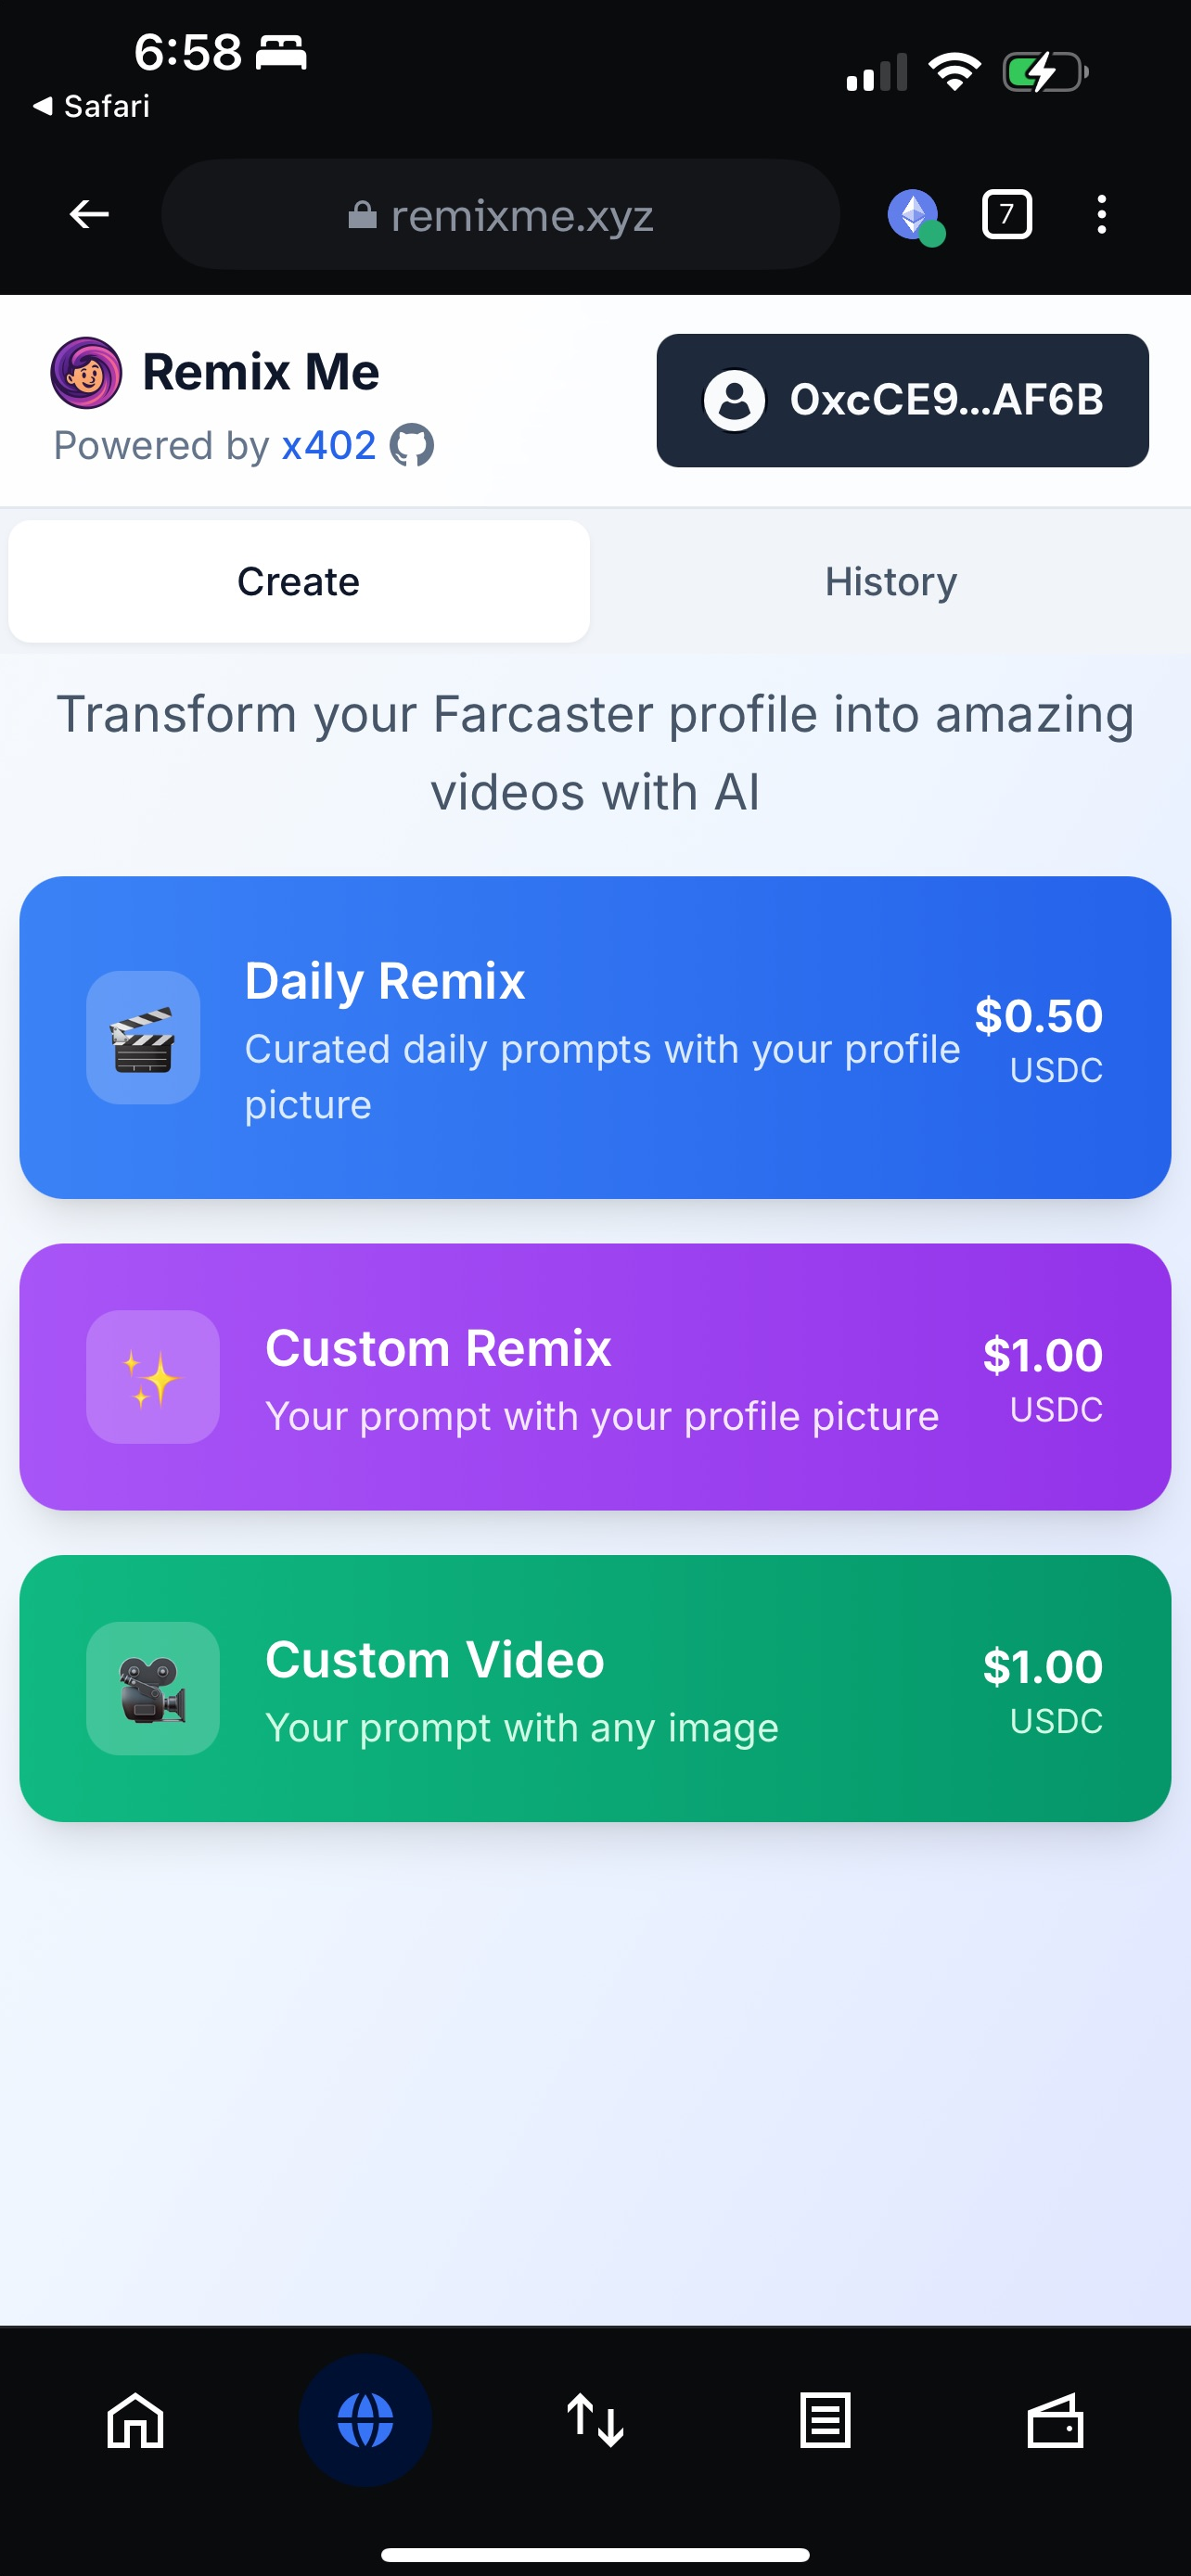 6:58
Safari
remixme.xyz
7
Remix Me
Powered by x402
0xcCE9...AF6B
Create
History
Transform your Farcaster profile into amazing
videos with AI
Daily Remix
Curated daily prompts with your profile
picture
$0.50
USDC
Custom Remix
Your prompt with your profile picture
$1.00
USDC
Custom Video
Your prompt with any image
$1.00
USDC